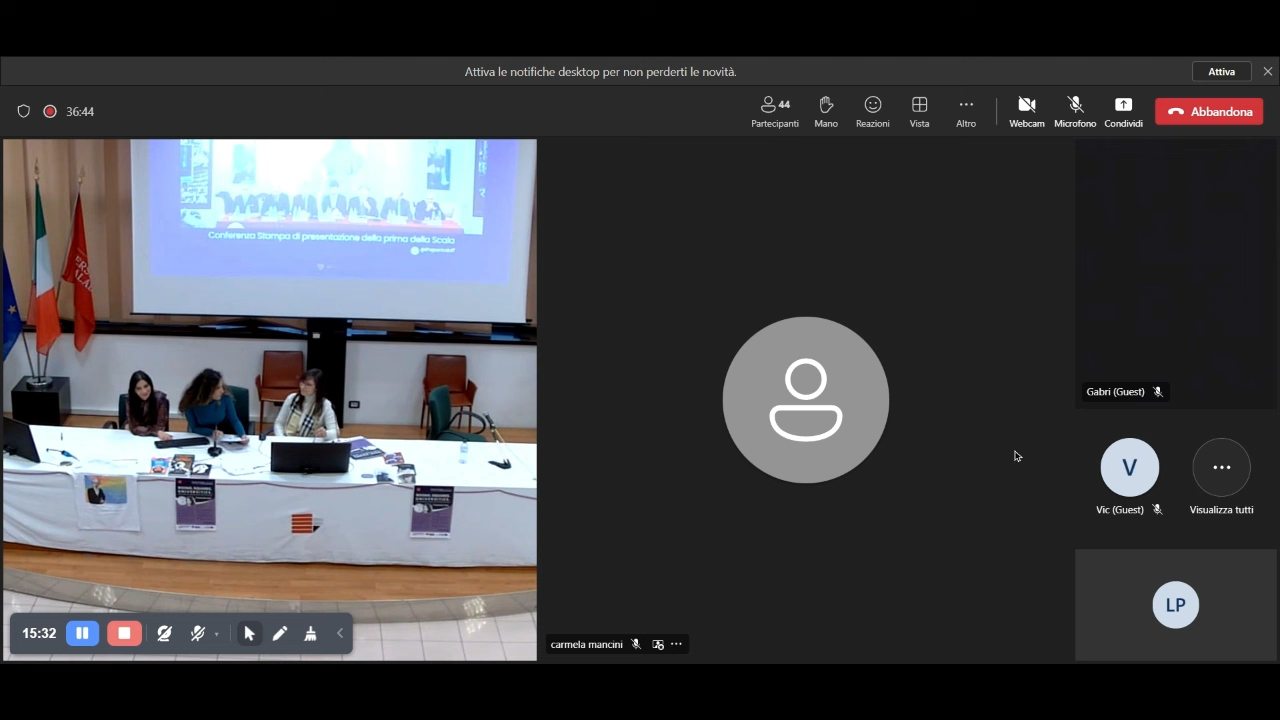 Attiva le notifiche desktop per non perderti le novità.
Attiva
36:44
44
Partecipanti
Mano
Reazioni
Vista
Altro
Webcam
Microfono
Condividi
Abbandona
Conferenza Stampa di presentazione della prima della Scala
Gabri (Guest)
V
Vic (Guest)
Visualizza tutti
LP
15:32
carmela mancini